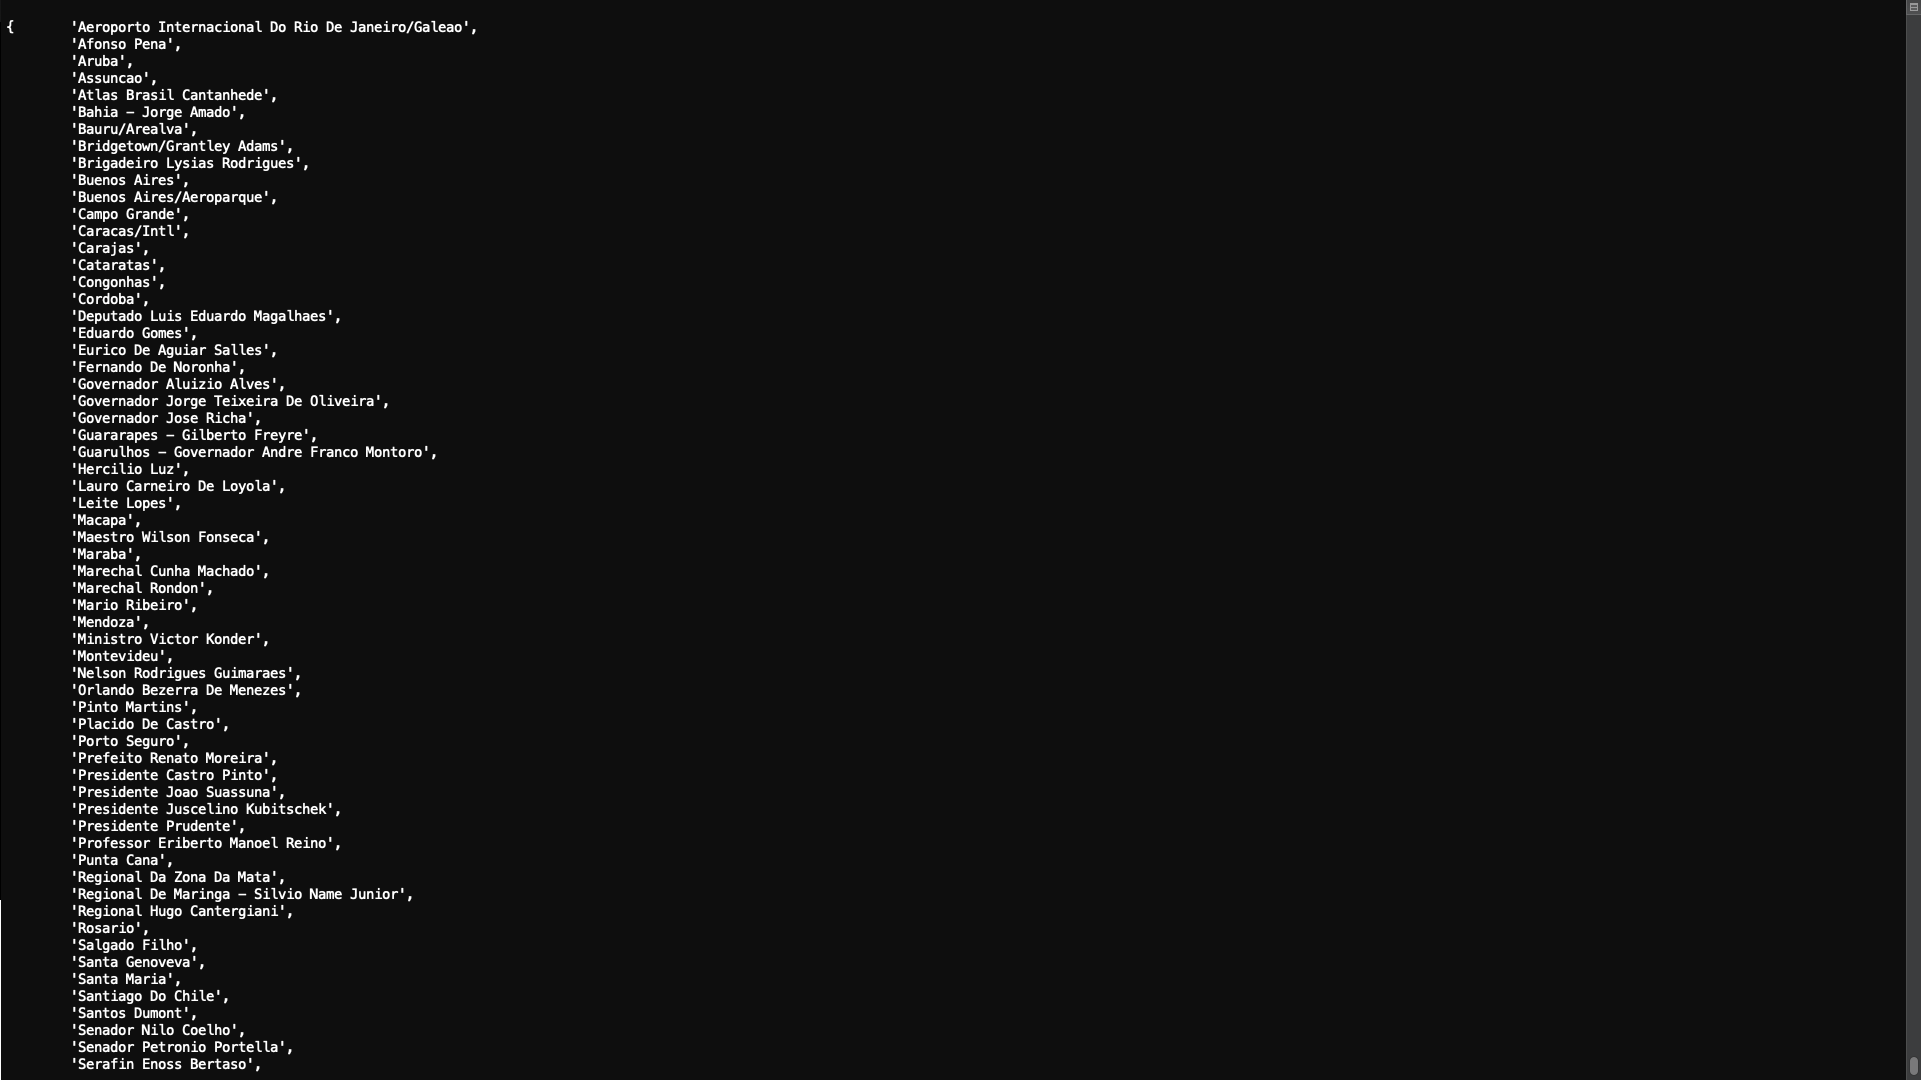 {       'Aeroporto Internacional Do Rio De Janeiro/Galeao',
        'Afonso Pena',
        'Aruba',
        'Assuncao',
        'Atlas Brasil Cantanhede',
        'Bahia - Jorge Amado',
        'Bauru/Arealva',
        'Bridgetown/Grantley Adams',
        'Brigadeiro Lysias Rodrigues',
        'Buenos Aires',
        'Buenos Aires/Aeroparque',
        'Campo Grande',
        'Caracas/Intl',
        'Carajas',
        'Cataratas',
        'Congonhas',
        'Cordoba',
        'Deputado Luis Eduardo Magalhaes',
        'Eduardo Gomes',
        'Eurico De Aguiar Salles',
        'Fernando De Noronha',
        'Governador Aluizio Alves',
        'Governador Jorge Teixeira De Oliveira',
        'Governador Jose Richa',
        'Guararapes - Gilberto Freyre',
        'Guarulhos - Governador Andre Franco Montoro',
        'Hercilio Luz',
        'Lauro Carneiro De Loyola',
        'Leite Lopes',
        'Macapa',
        'Maestro Wilson Fonseca',
        'Maraba',
        'Marechal Cunha Machado',
        'Marechal Rondon',
        'Mario Ribeiro',
        'Mendoza',
        'Ministro Victor Konder',
        'Montevideu',
        'Nelson Rodrigues Guimaraes',
        'Orlando Bezerra De Menezes',
        'Pinto Martins',
        'Placido De Castro',
        'Porto Seguro',
        'Prefeito Renato Moreira',
        'Presidente Castro Pinto',
        'Presidente Joao Suassuna',
        'Presidente Juscelino Kubitschek',
        'Presidente Prudente',
        'Professor Eriberto Manoel Reino',
        'Punta Cana',
        'Regional Da Zona Da Mata',
        'Regional De Maringa - Silvio Name Junior',
        'Regional Hugo Cantergiani',
        'Rosario',
        'Salgado Filho',
        'Santa Genoveva',
        'Santa Maria',
        'Santiago Do Chile',
        'Santos Dumont',
        'Senador Nilo Coelho',
        'Senador Petronio Portella',
        'Serafin Enoss Bertaso',